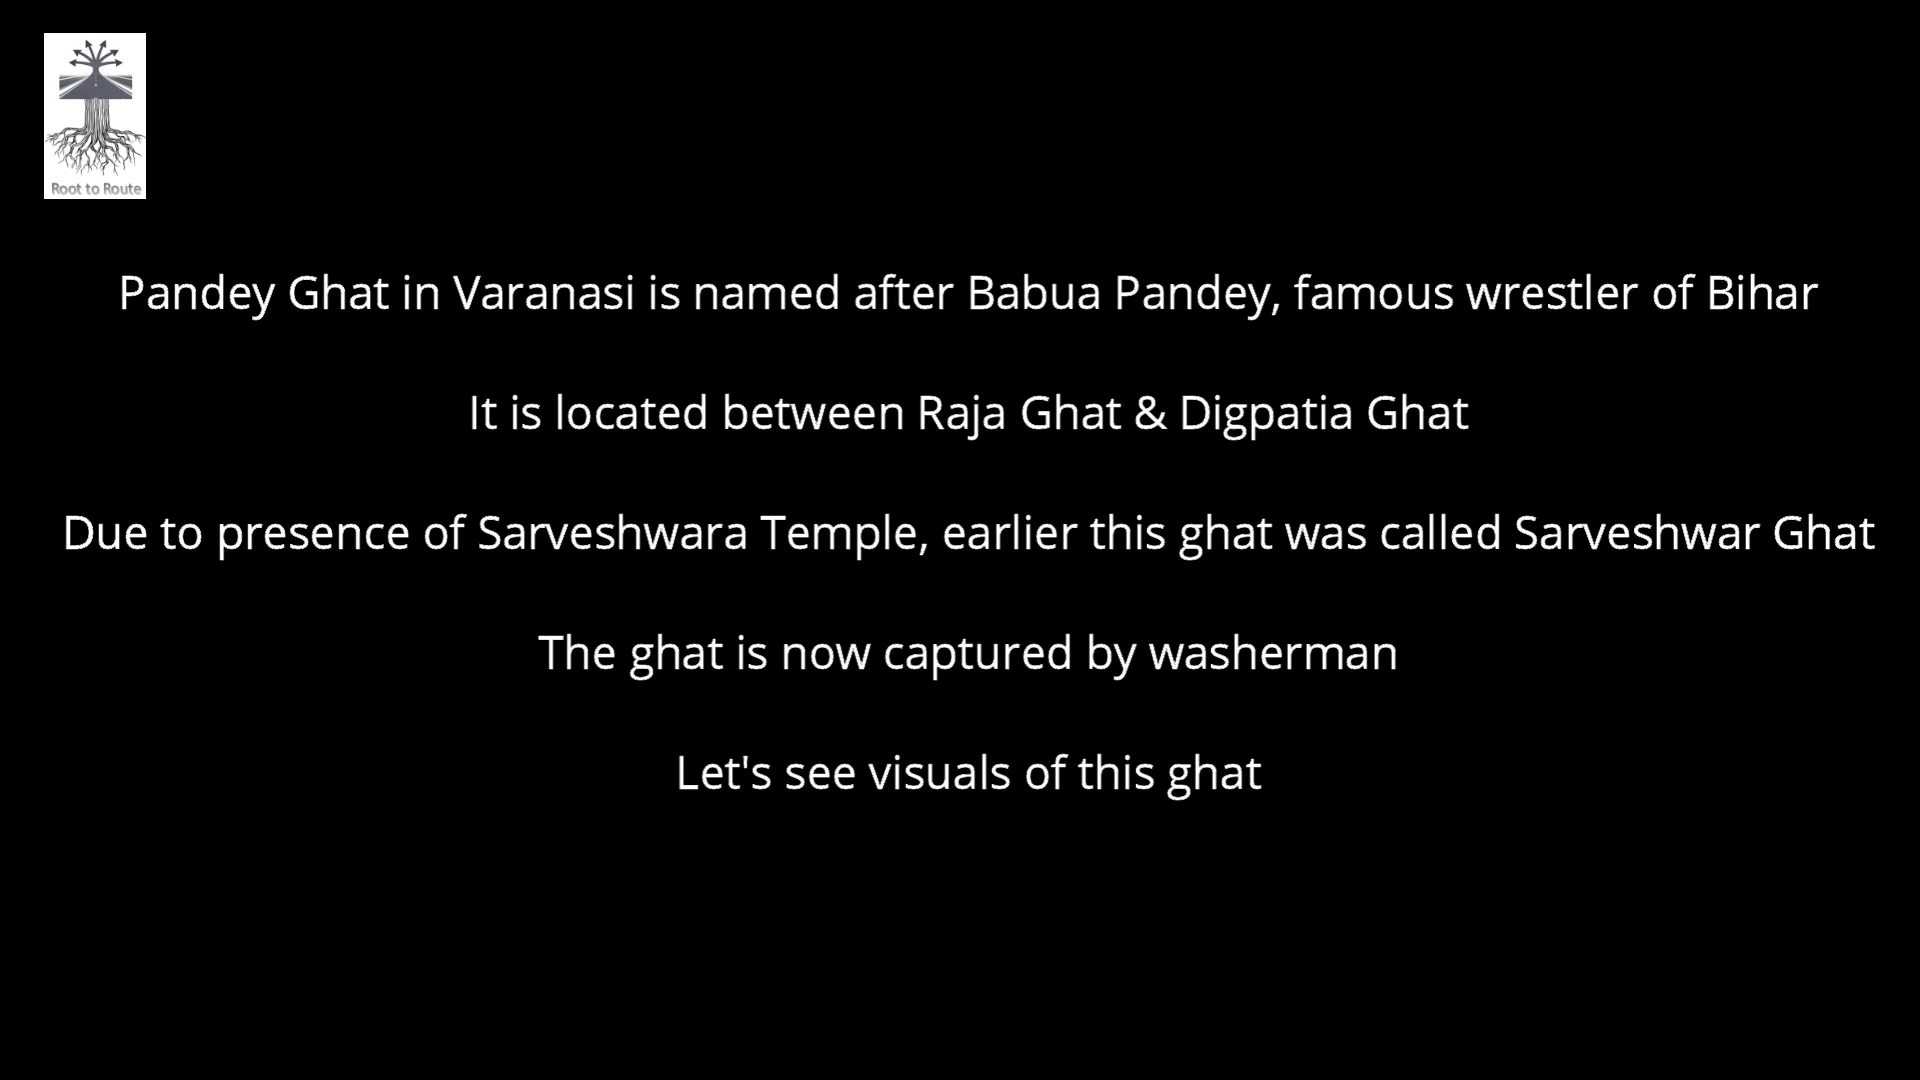 Root to Route
Pandey Ghat in Varanasi is named after Babua Pandey, famous wrestler of Bihar
It is located between Raja Ghat & Digpatia Ghat
Due to presence of Sarveshwara Temple, earlier this ghat was called Sarveshwar Ghat
The ghat is now captured by washerman
Let's see visuals of this ghat